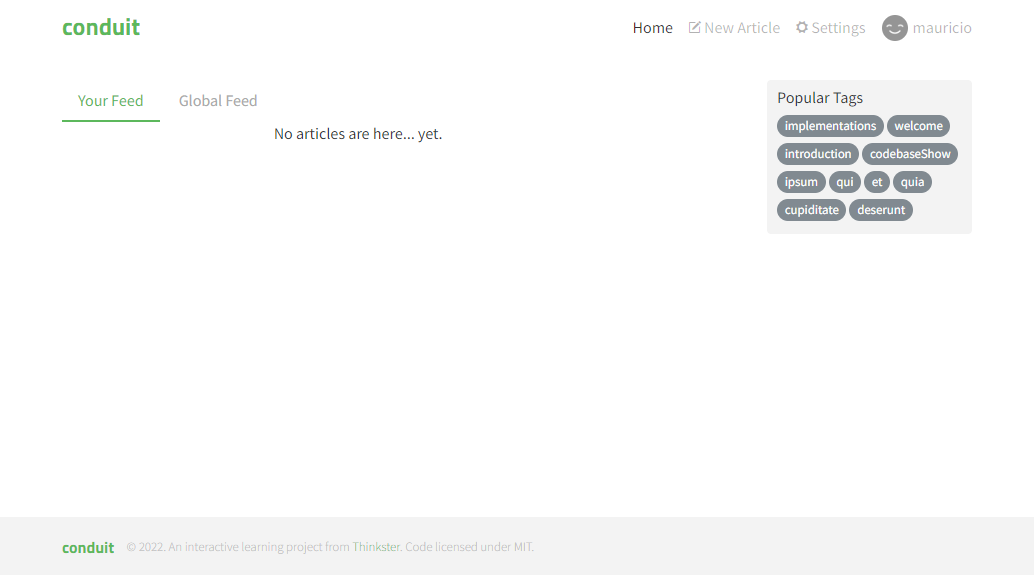 conduit
Home New Article Settings mauricio
Your Feed Global Feed
No articles are here... yet.
Popular Tags
implementations welcome
introduction codebaseShow
ipsum qui et quia
cupiditate deserunt
conduit © 2022. An interactive learning project from Thinkster. Code licensed under MIT.